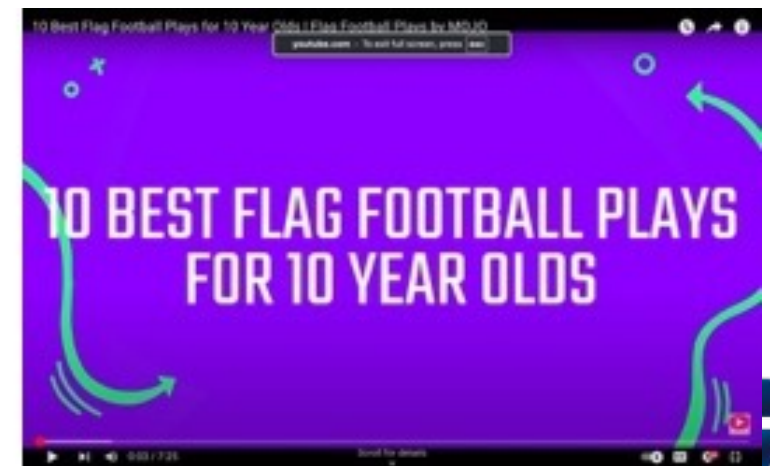 10 Best Flag Football Plays for 10 Year Olds | Flag Football Plays by MOJO
youtube.com - To exit full screen, press esc
10 BEST FLAG FOOTBALL PLAYS
FOR 10 YEAR OLDS
0:03 / 7:25
Scroll for details